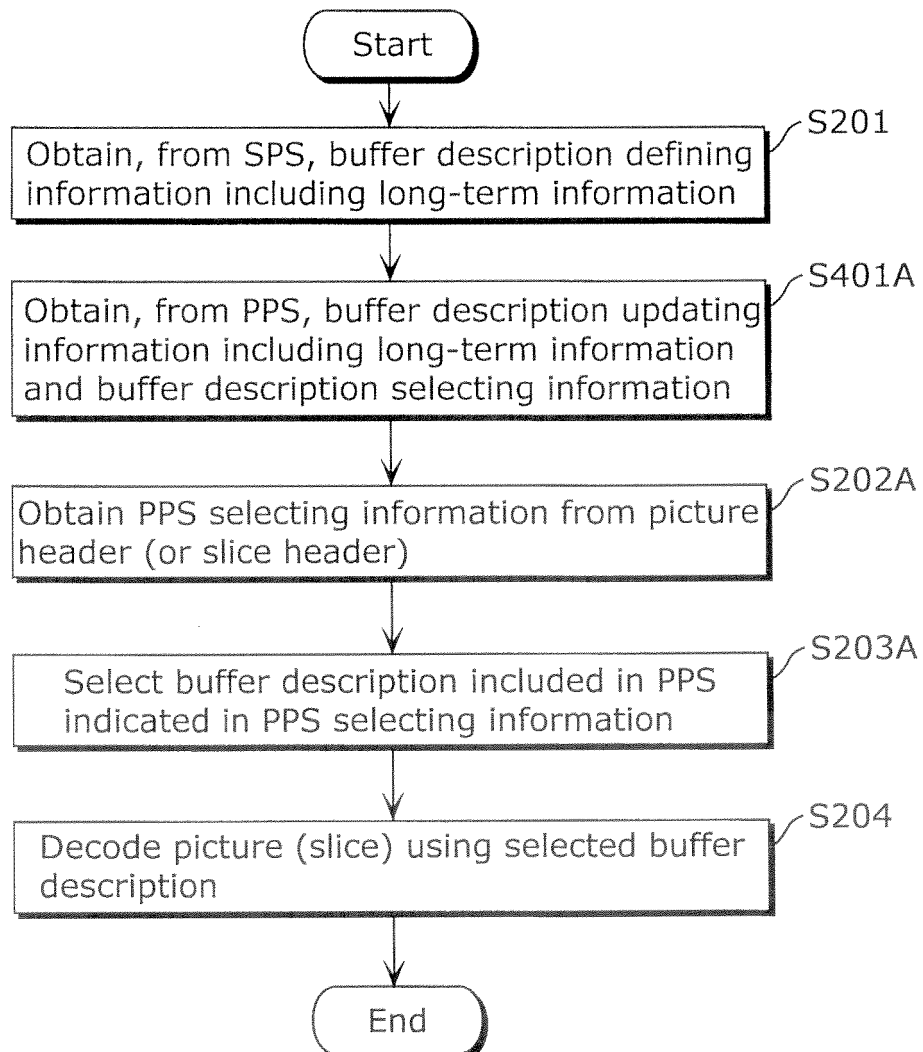 Start
S201
Obtain, from SPS, buffer description defining
information including long-term information
S401A
Obtain, from PPS, buffer description updating
information including long-term information
and buffer description selecting information
S202A
Obtain PPS selecting information from picture
header (or slice header)
S203A
Select buffer description included in PPS
indicated in PPS selecting information
S204
Decode picture (slice) using selected buffer
description
End